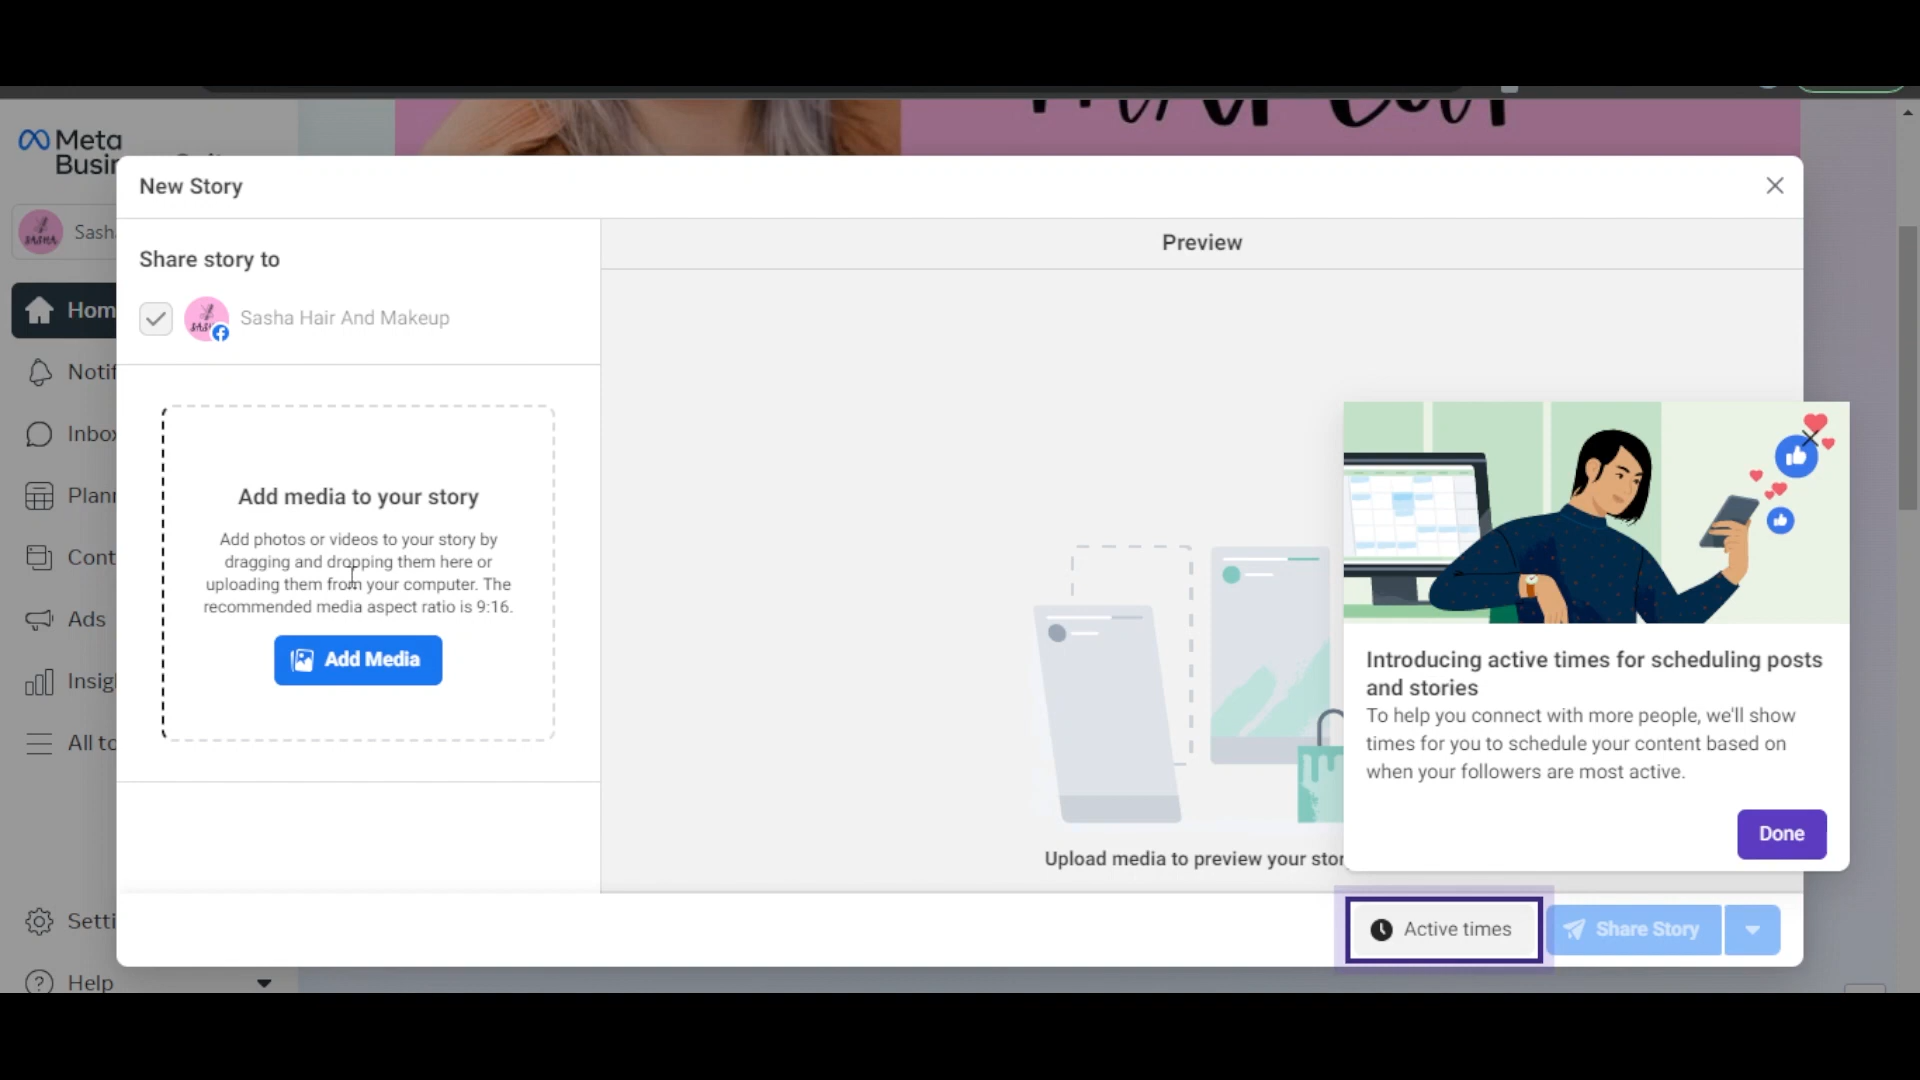 Meta
Busin
Sash
Hom
Notif
Inbox
Plann
Cont
Ads
Insig
All to
Setti
Help
New Story
Share story to
Sasha Hair And Makeup
Add media to your story
Add photos or videos to your story by
dragging and dropping them here or
uploading them from your computer. The
recommended media aspect ratio is 9:16.
Add Media
Preview
Upload media to preview your stor
Introducing active times for scheduling posts
and stories
To help you connect with more people, we'll show
times for you to schedule your content based on
when your followers are most active.
Done
Active times
Share Story